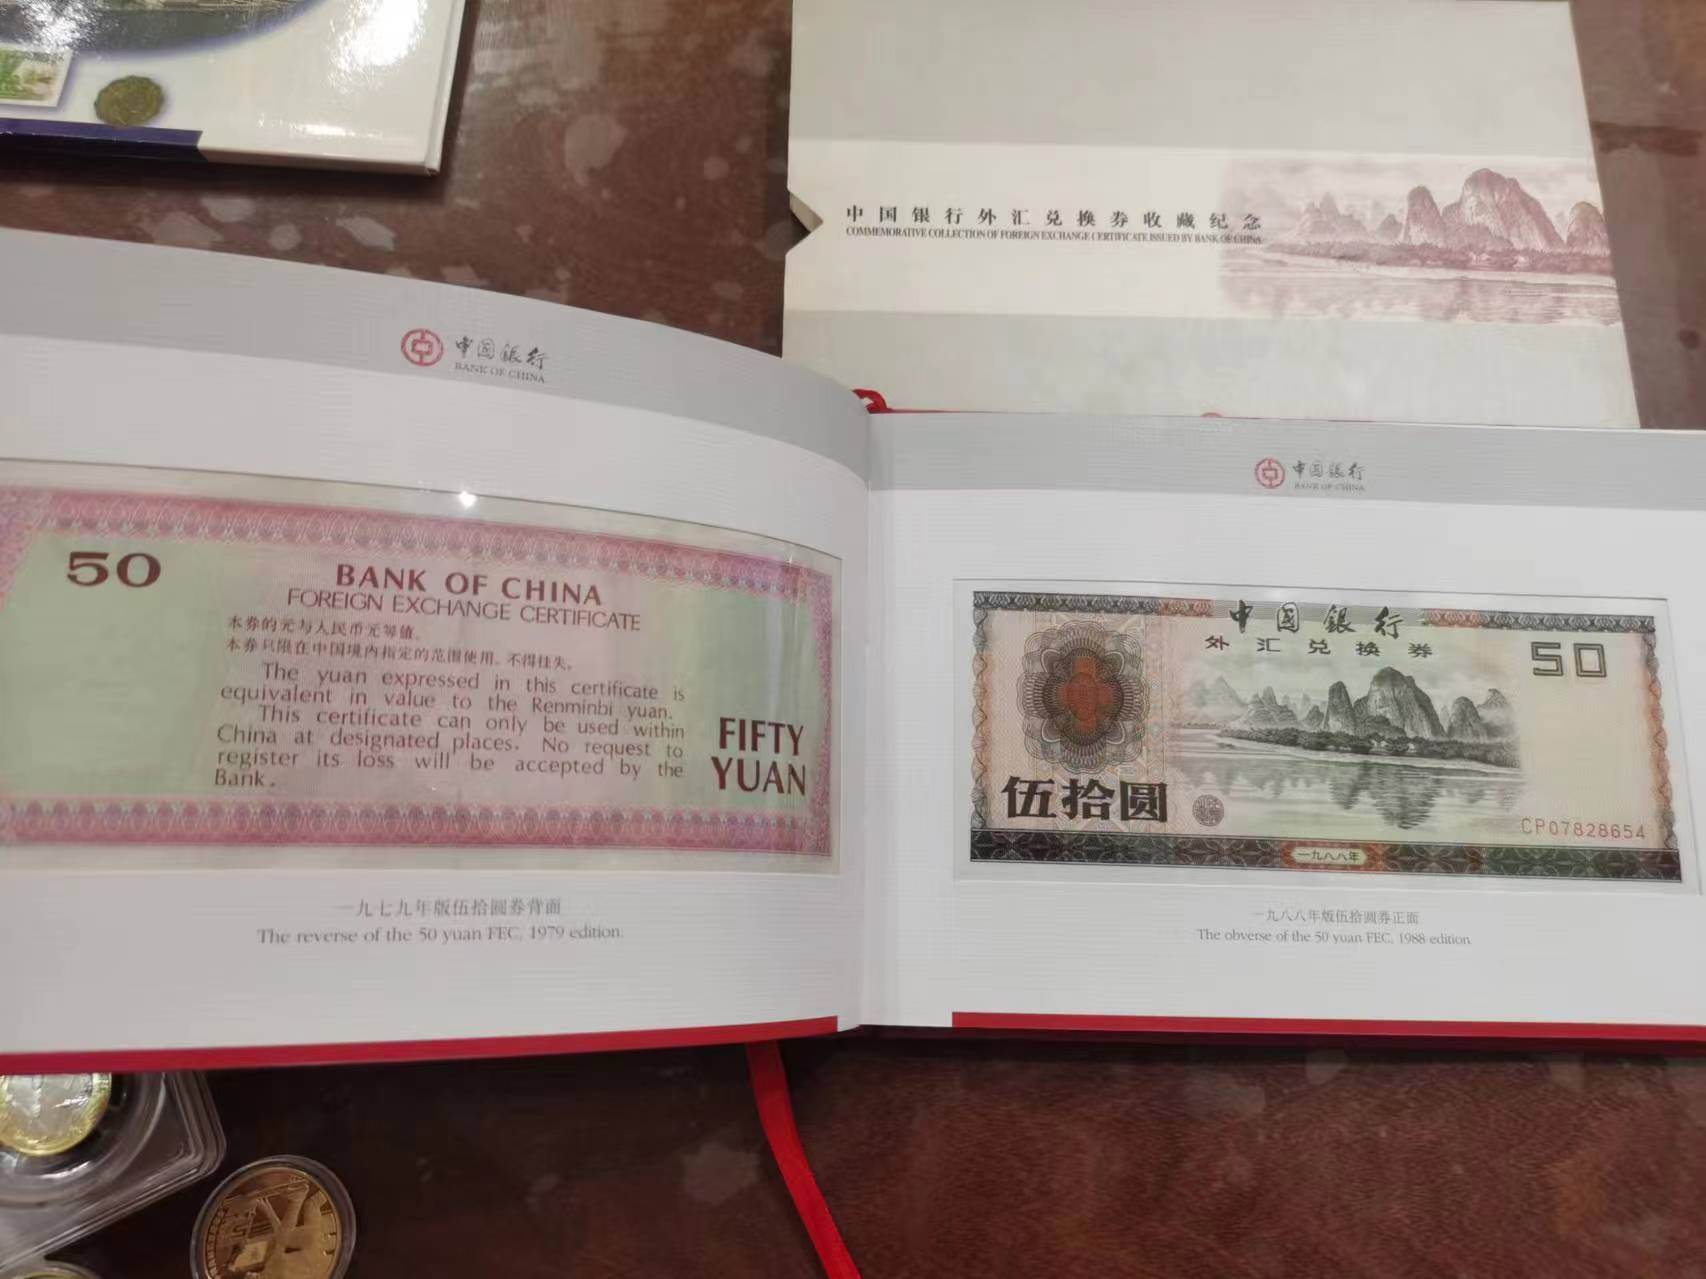 中国银行外汇兑换券收藏纪念
COMMEMORATIVE COLLECTION OF FOREIGN EXCHANGE CERTIFICATE ISSUED BY BANK OF CHINA
中国银行
BANK OF CHINA
50
BANK OF CHINA
FOREIGN EXCHANGE CERTIFICATE
本券的元与人民币元等值。
本券只限在中国境内指定的范围使用。不得挂失。
The yuan expressed in this certificate is
equivalent in value to the Renminbi yuan.
This certificate can only be used within
China at designated places. No request to
register its loss will be accepted by the
Bank.
FIFTY
YUAN
一九七九年版伍拾圆券背面
The reverse of the 50 yuan FEC, 1979 edition.
中国银行
BANK OF CHINA
中國銀行
外汇兑换券
50
伍拾圆
CP07828654
一九八八年
一九八八年版伍拾圆券正面
The obverse of the 50 yuan FEC, 1988 edition